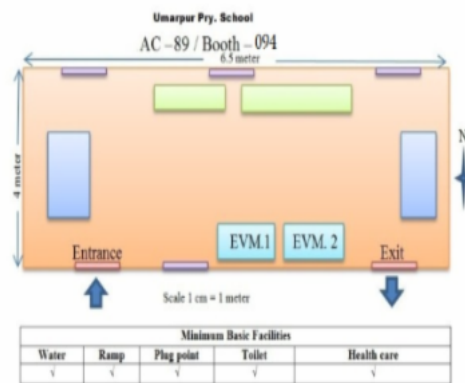 Umarpur Pry. School
AC –89 / Booth – 094
6.5 meter
4 meter
N
EVM.1
EVM. 2
Entrance
Exit
Scale 1 cm = 1 meter
Minimum Basic Facilities
Water Ramp Plug point Toilet Health care
√ √ √ √ √